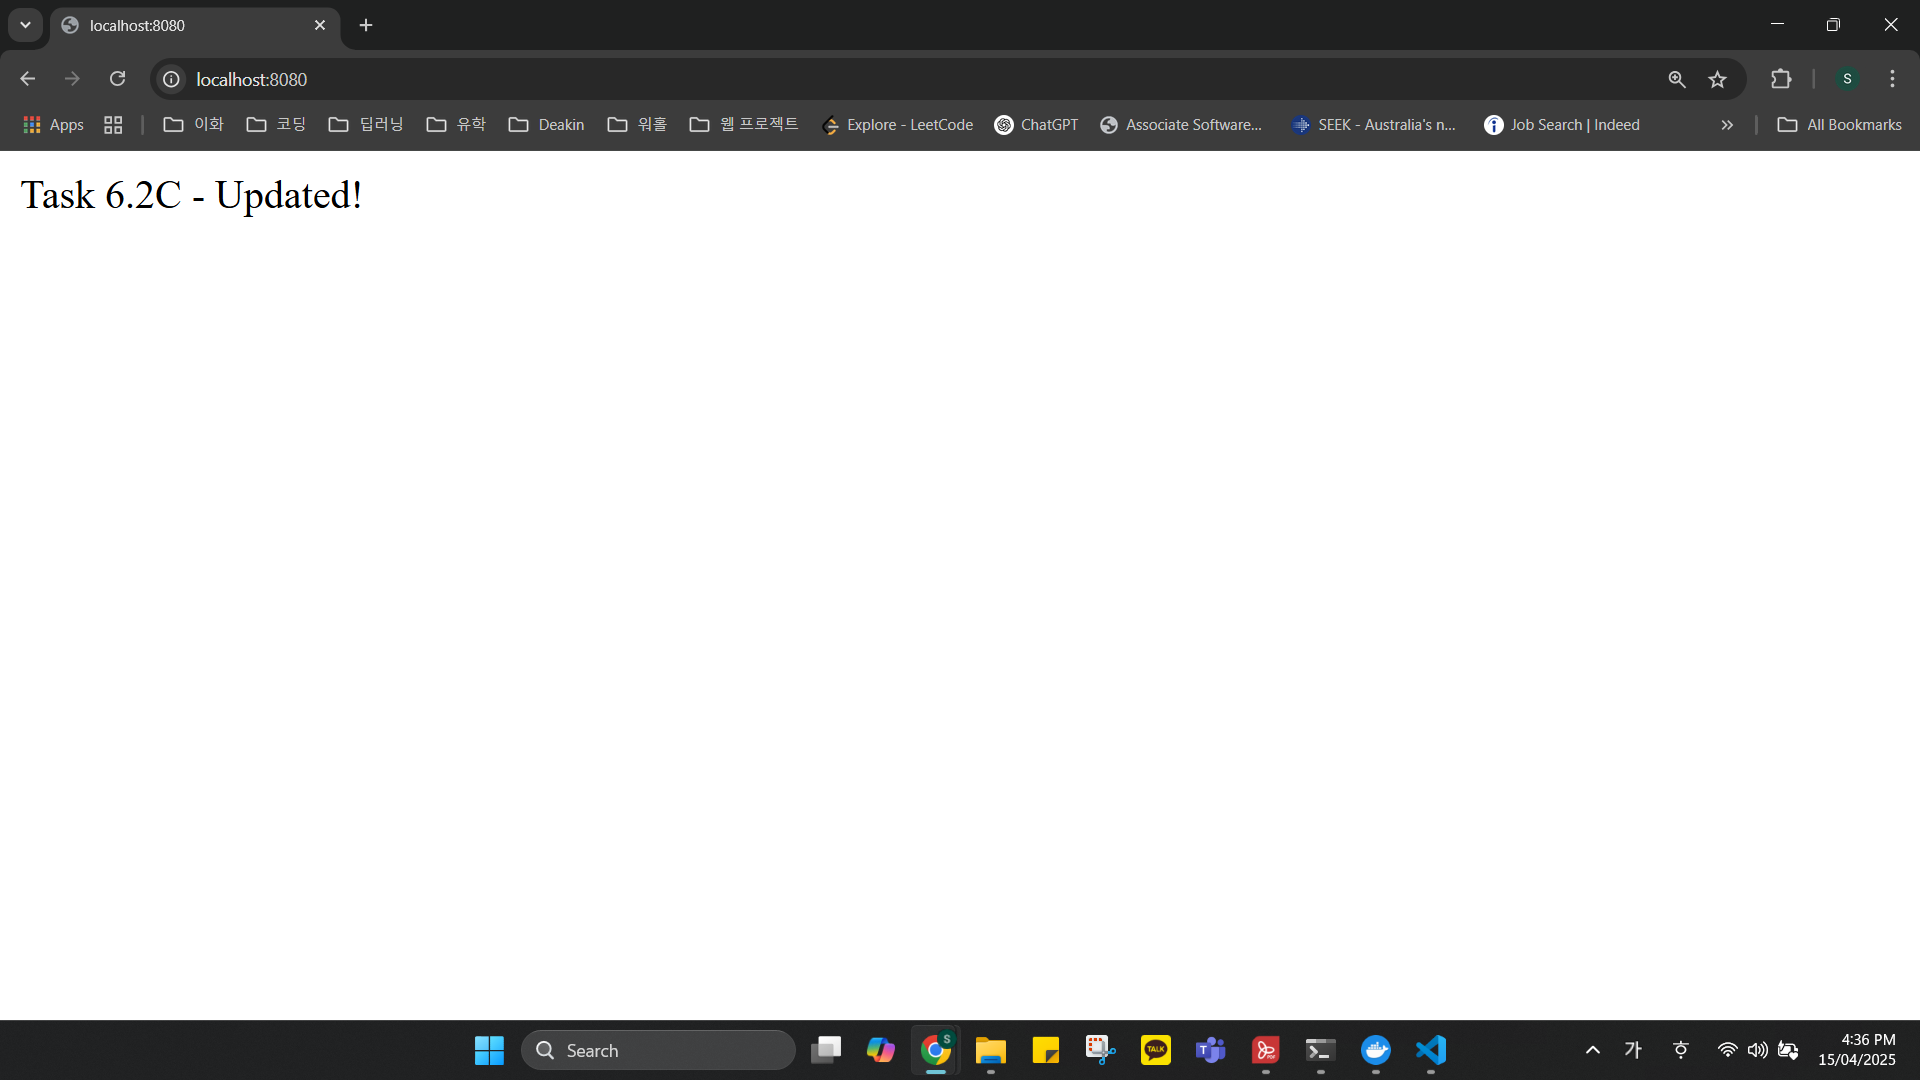 localhost:8080
localhost:8080
S
Apps 이화 코딩 딥러닝 유학 Deakin 워홀 웹 프로젝트 Explore - LeetCode ChatGPT Associate Software... SEEK - Australia's n... Job Search | Indeed All Bookmarks
Task 6.2C - Updated!
Search S TALK T PDF 가 4:36 PM
15/04/2025